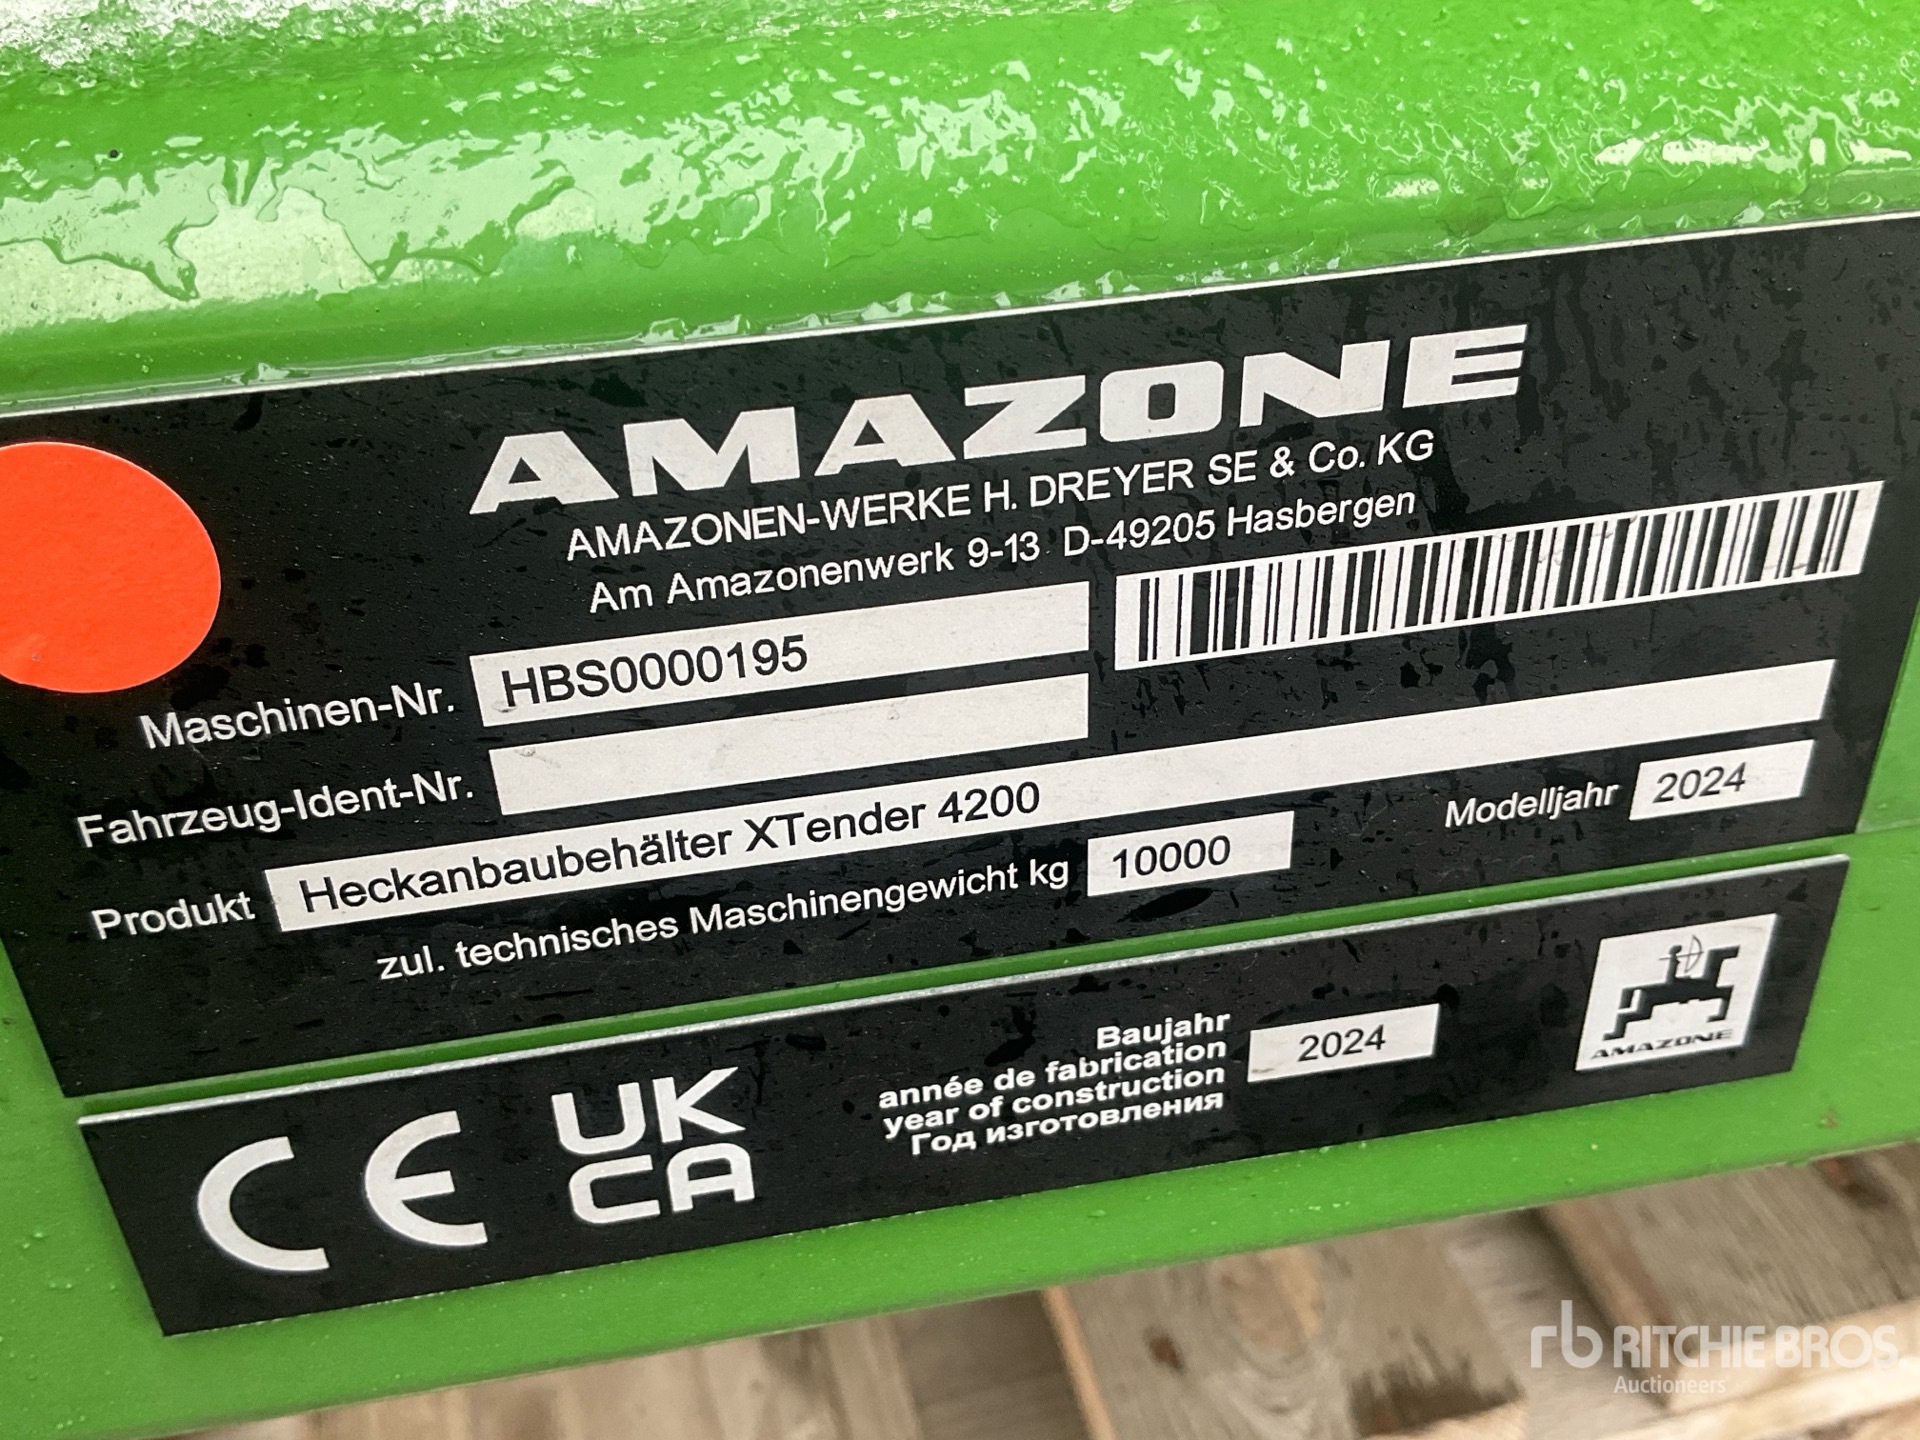 AMAZONE
AMAZONEN-WERKE H. DREYER SE & Co. KG
Am Amazonenwerk 9-13 D-49205 Hasbergen
Maschinen-Nr. HBS0000195
Fahrzeug-Ident-Nr.
Produkt Heckanbaubehälter XTender 4200
zul. technisches Maschinengewicht kg 10000 Modelljahr 2024
CE UK CA
Baujahr
année de fabrication
year of construction
Год изготовления
2024
AMAZONE
rb RITCHIE BROS.
Auctioneers